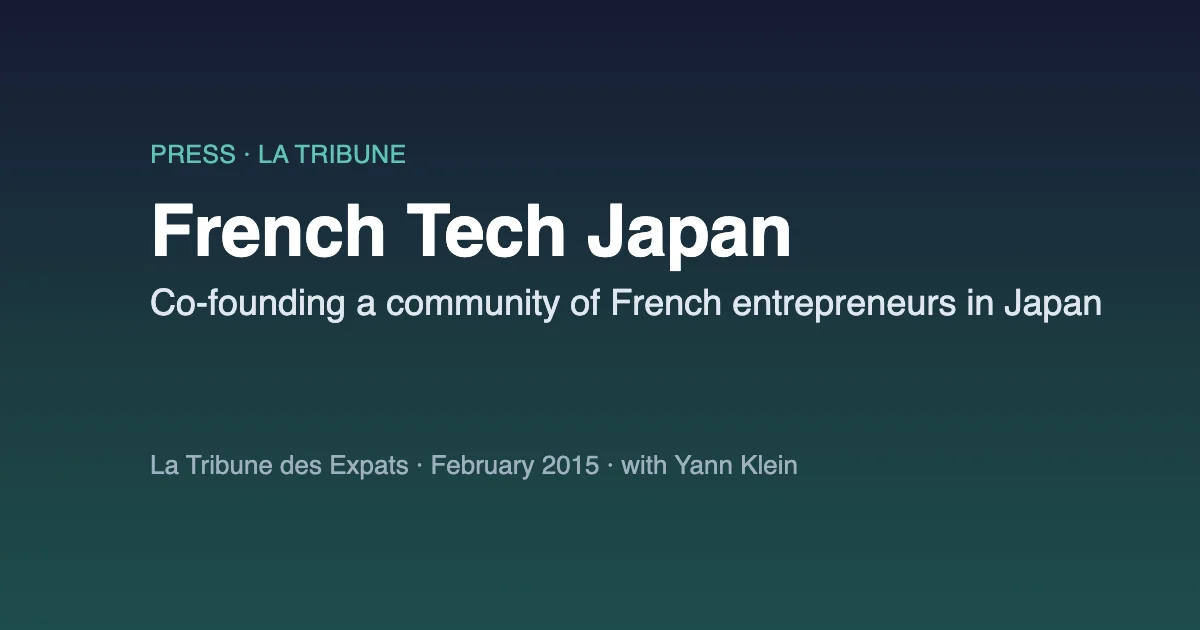 PRESS · LA TRIBUNE
French Tech Japan
Co-founding a community of French entrepreneurs in Japan
La Tribune des Expats · February 2015 · with Yann Klein